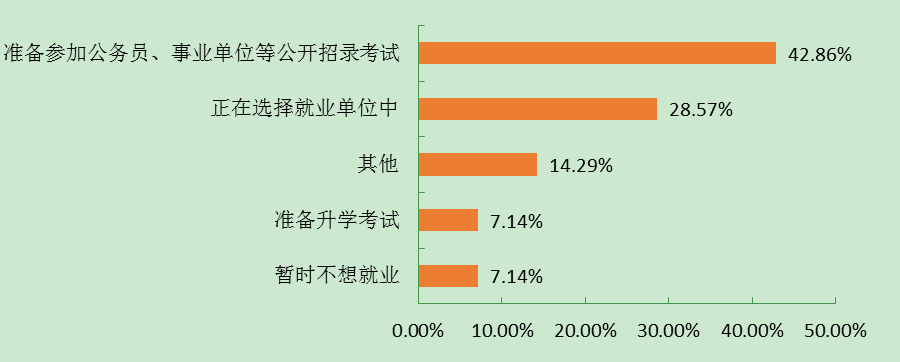 准备参加公务员、事业单位等公开招录考试
42.86%
正在选择就业单位中
28.57%
其他
14.29%
准备升学考试
7.14%
暂时不想就业
7.14%
0.00% 10.00% 20.00% 30.00% 40.00% 50.00%